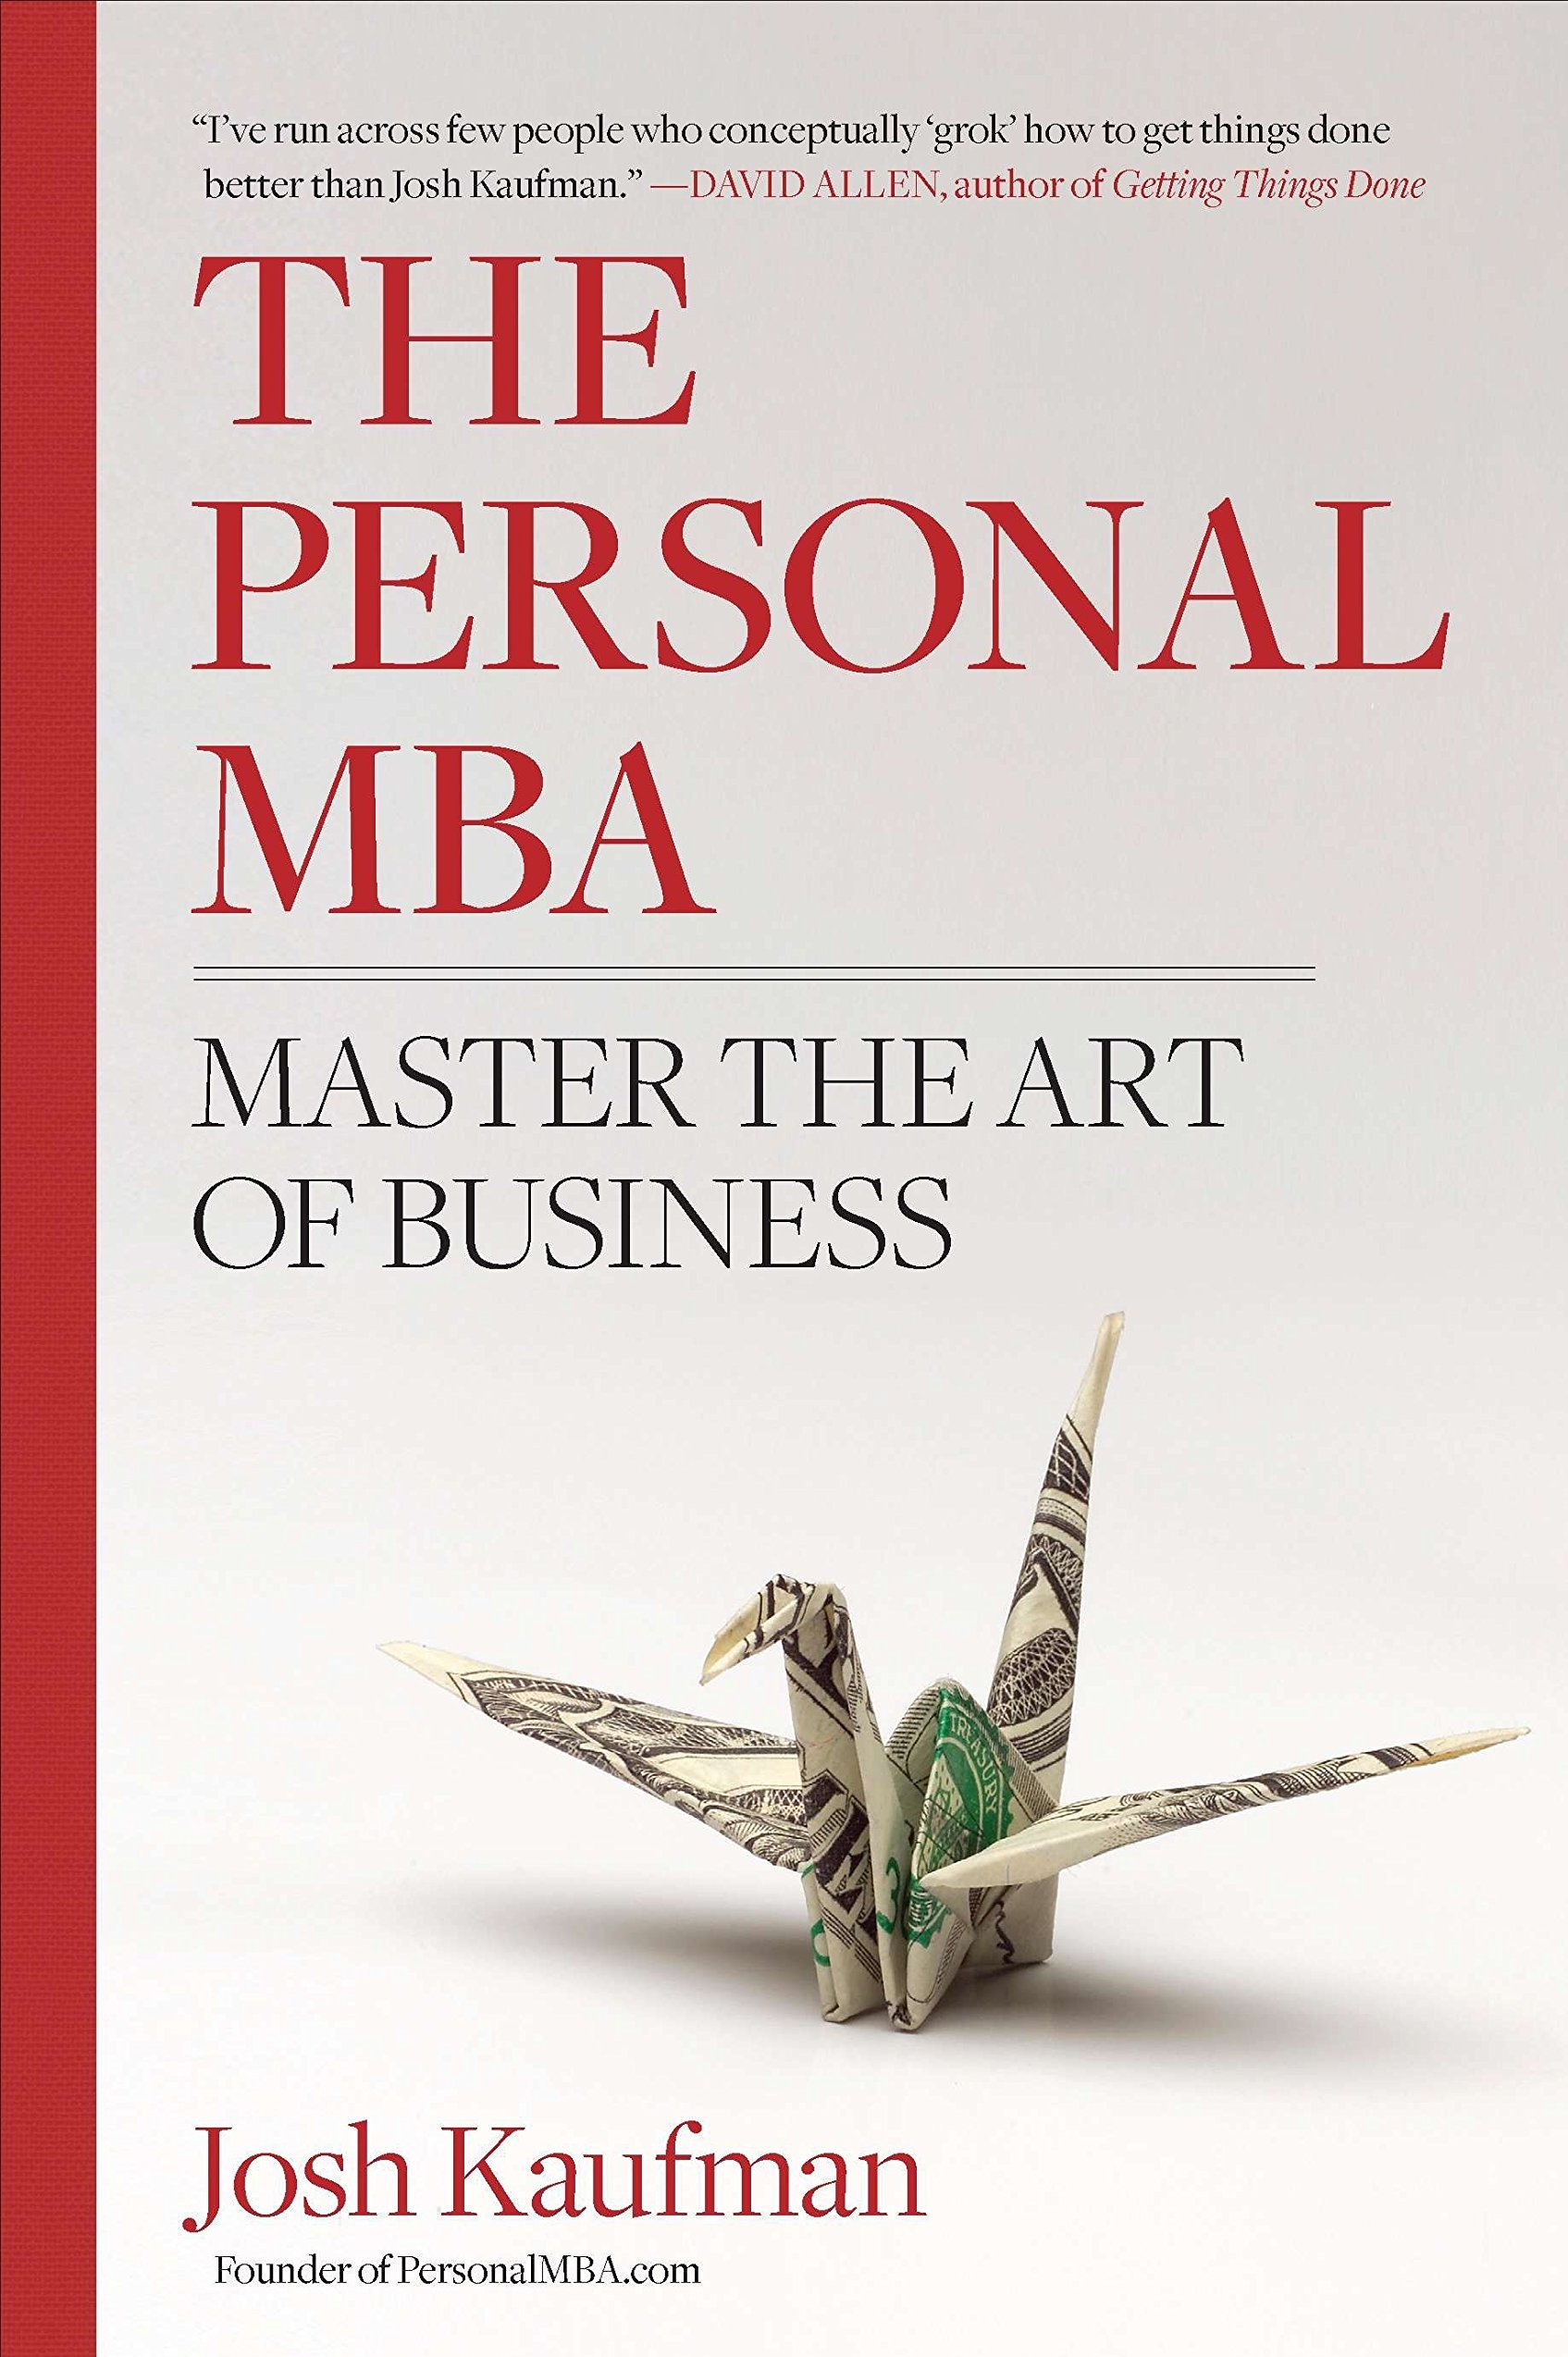 “I’ve run across few people who conceptually ‘grok’ how to get things done
better than Josh Kaufman.” —DAVID ALLEN, author of Getting Things Done
THE
PERSONAL
MBA
MASTER THE ART
OF BUSINESS
TREASURY
Josh Kaufman
Founder of PersonalMBA.com